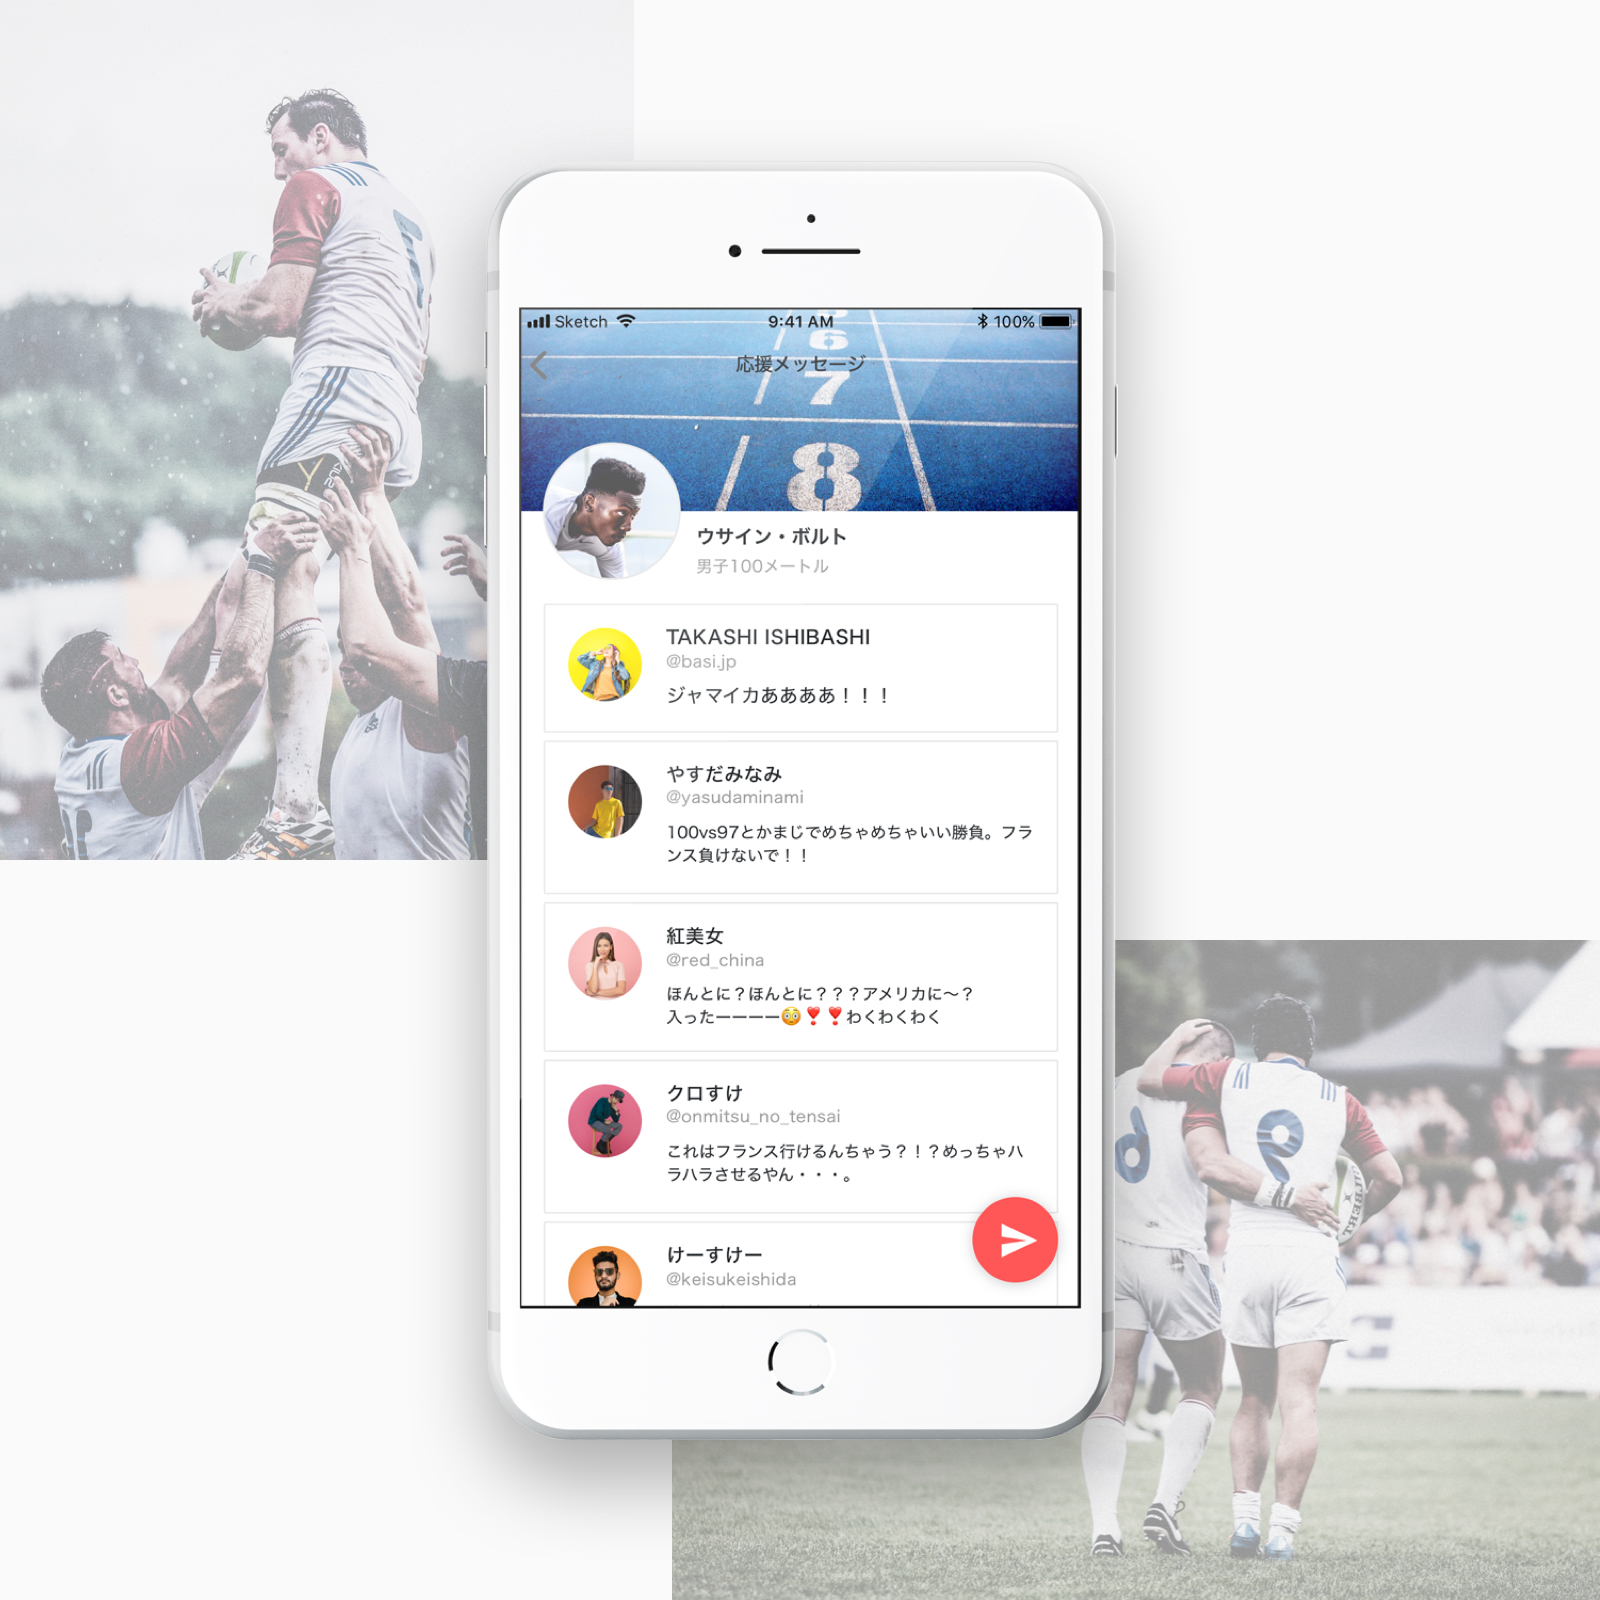 Sketch 9:41 AM 100%
応援メッセージ
6
7
8
ウサイン・ボルト
男子100メートル
TAKASHI ISHIBASHI
@basi.jp
ジャマイカああああ！！！
やすだみなみ
@yasudaminami
100vs97とかまじでめちゃめちゃいい勝負。フラ
ンス負けないで！！
紅美女
@red_china
ほんとに？ほんとに？？？アメリカに〜？
入ったーーーー😳❣️❣️わくわくわく
クロすけ
@onmitsu_no_tensai
これはフランス行けるんちゃう？！？めっちゃハ
ラハラさせるやん・・・。
けーすけー
@keisukeishida
6
9